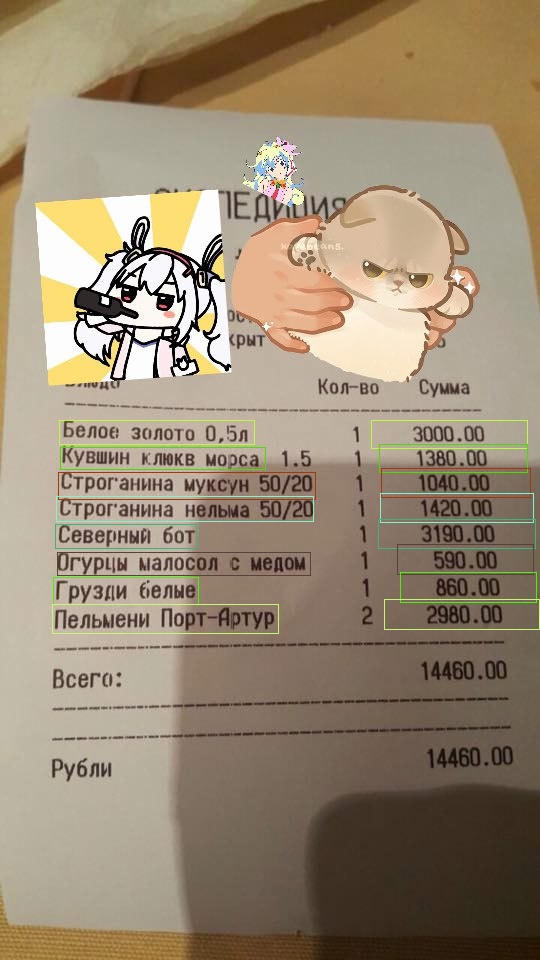 Кол-во Сумма
Белое золото 0,5л 1 3000.00
Кувшин клюкв морса 1.5 1 1380.00
Строганина муксун 50/20 1 1040.00
Строганина нельма 50/20 1 1420.00
Северный бот 1 3190.00
Огурцы малосол с медом 1 590.00
Грузди белые 1 860.00
Пельмени Порт-Артур 2 2980.00
Всего: 14460.00
Рубли 14460.00